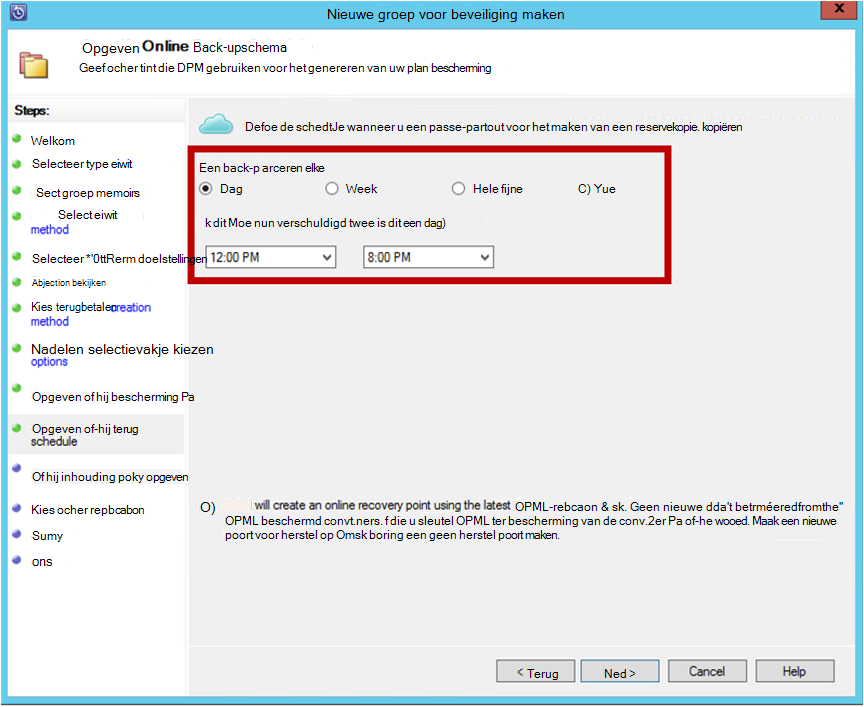 Nieuwe groep voor beveiliging maken
Opgeven Online Back-upschema
Geef ocher tint die DPM gebruiken voor het genereren van uw plan bescherming
Steps:
Welkom
Selecteer type eiwit
Sect groep memoirs
Select eiwit
method
Selecteer *'0ttRerm doelstellingen
Abjection bekijken
Kies terugbetalen creation
method
Nadelen selectievakje kiezen
options
Opgeven of hij bescherming Pa
Opgeven of-hij terug
schedule
Of hij inhouding poky opgeven
Kies ocher repbcabon
Sumy
ons
Defoe de schedtJe wanneer u een passe-partout voor het maken van een reservekopie. kopiëren
Een back-p arceren elke
Dag
Week
Hele fijne
C) Yue
k dit Moe nun verschuldigd twee is dit een dag)
12:00 PM
8:00 PM
O) will create an online recovery point using the latest OPML-rebcaon & sk. Geen nieuwe dda't betrméeredfromthe"
OPML beschermd convt.ners. f die u sleutel OPML ter bescherming van de conv.2er Pa of-he wooed. Maak een nieuwe
poort voor herstel op Omsk boring een geen herstel poort maken.
< Terug
Ned >
Cancel
Help